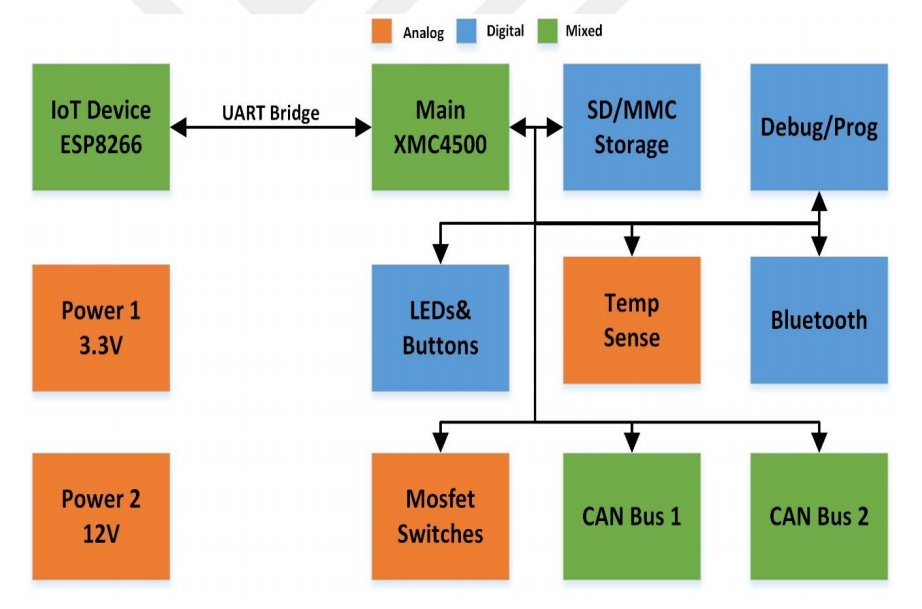 Analog Digital Mixed
IoT Device
ESP8266
UART Bridge
Main
XMC4500
SD/MMC
Storage
Debug/Prog
Power 1
3.3V
LEDs&
Buttons
Temp
Sense
Bluetooth
Power 2
12V
Mosfet
Switches
CAN Bus 1
CAN Bus 2